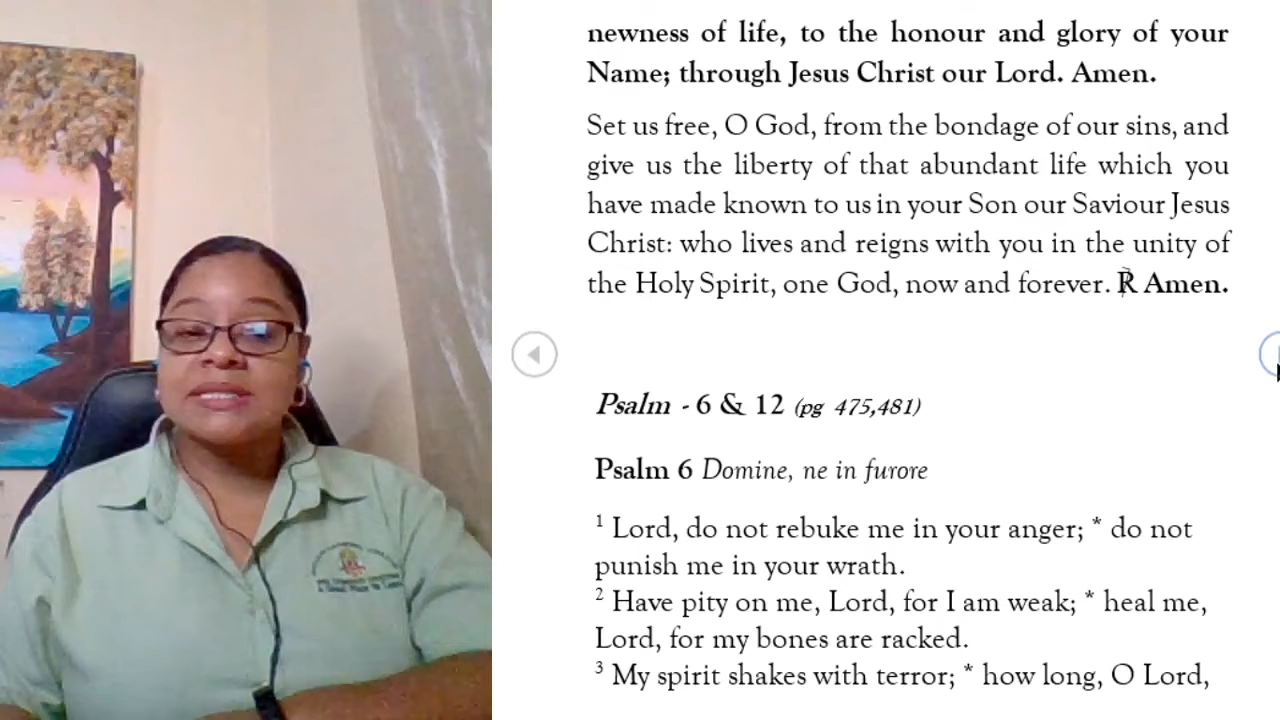 newness of life, to the honour and glory of your
Name; through Jesus Christ our Lord. Amen.
Set us free, O God, from the bondage of our sins, and
give us the liberty of that abundant life which you
have made known to us in your Son our Saviour Jesus
Christ: who lives and reigns with you in the unity of
the Holy Spirit, one God, now and forever. ℟ Amen.
Psalm - 6 & 12 (pg 475,481)
Psalm 6 Domine, ne in furore
1 Lord, do not rebuke me in your anger; * do not
punish me in your wrath.
2 Have pity on me, Lord, for I am weak; * heal me,
Lord, for my bones are racked.
3 My spirit shakes with terror; * how long, O Lord,